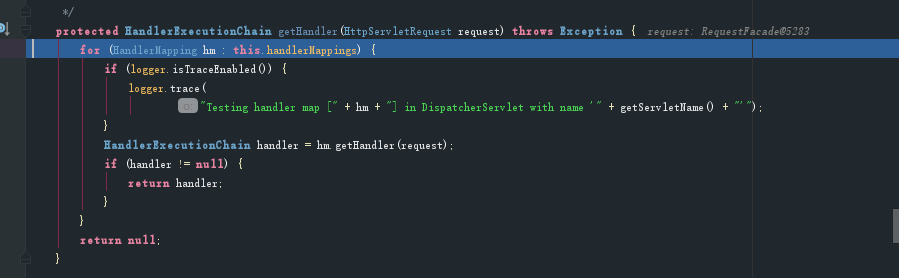 */
protected HandlerExecutionChain getHandler(HttpServletRequest request) throws Exception {  request: RequestFacade@5283
for (HandlerMapping hm : this.handlerMappings) {
if (logger.isTraceEnabled()) {
logger.trace(
o: "Testing handler map [" + hm + "] in DispatcherServlet with name '" + getServletName() + "'");
}
HandlerExecutionChain handler = hm.getHandler(request);
if (handler != null) {
return handler;
}
}
return null;
}